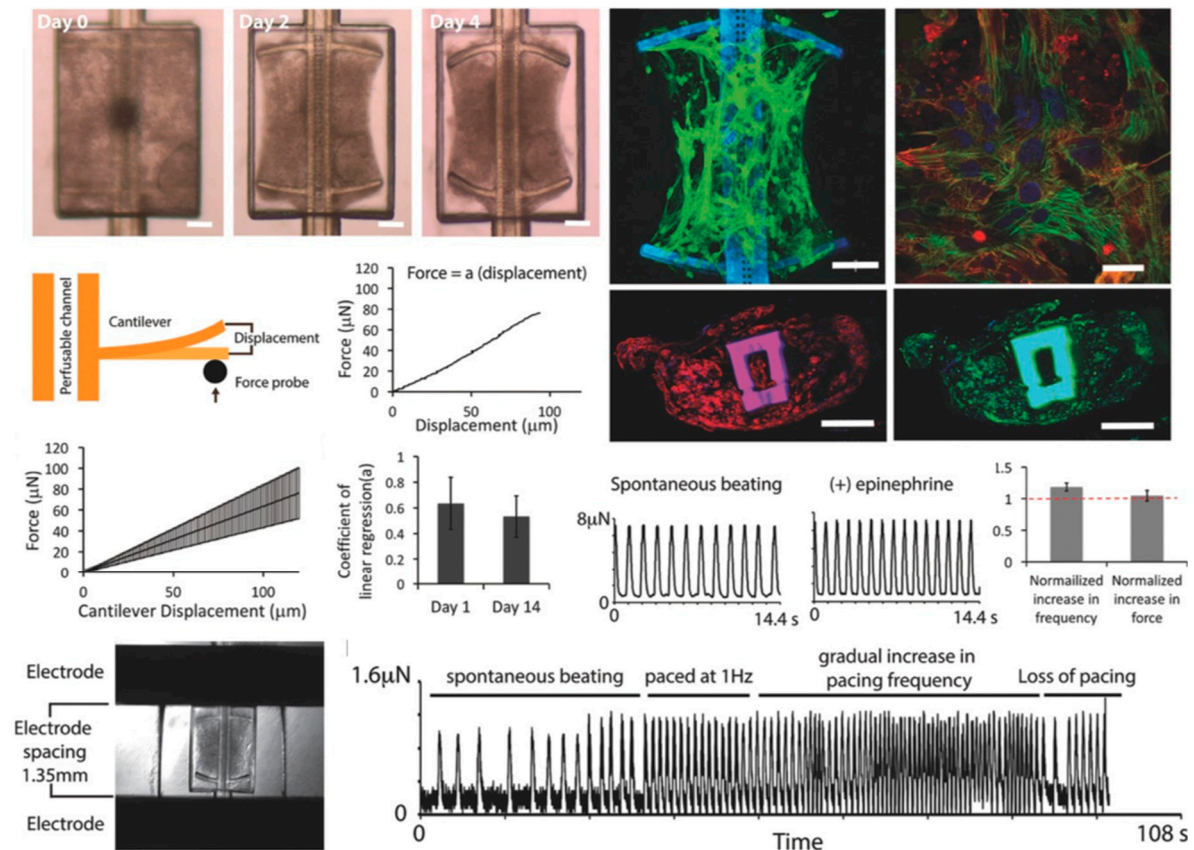 Day 0
Day 2
Day 4
Perfusable channel
Cantilever
Displacement
Force probe
Force = a (displacement)
Force (µN)
120
100
80
60
40
20
0
0
50
100
Displacement (µm)
Force (µN)
120
100
80
60
40
20
0
0
50
100
Cantilever Displacement (µm)
Coefficient of
linear regression(a)
1
0.8
0.6
0.4
0.2
0
Day 1
Day 14
Spontaneous beating
8µN
0
0
14.4 s
(+) epinephrine
0
14.4 s
1.5
1
0.5
0
Normailized
increase in
frequency
Normalized
increase in
force
Electrode
Electrode
spacing
1.35mm
Electrode
1.6µN
0
spontaneous beating
paced at 1Hz
gradual increase in
pacing frequency
Loss of pacing
0
Time
108 s